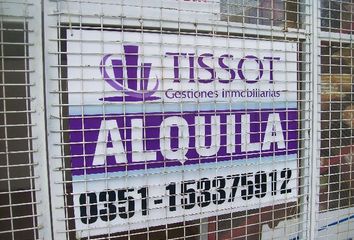 TISSOT
Gestiones inmobiliarias
ALQUILA
0351-153375912